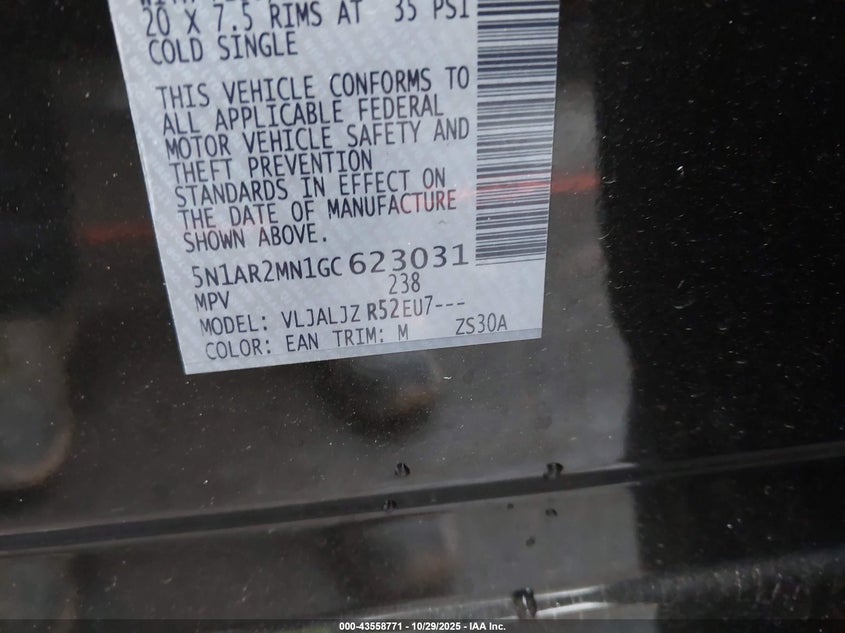 20 X 7.5 RIMS AT 35 PSI
COLD SINGLE
THIS VEHICLE CONFORMS TO
ALL APPLICABLE FEDERAL
MOTOR VEHICLE SAFETY AND
THEFT PREVENTION
STANDARDS IN EFFECT ON
THE DATE OF MANUFACTURE
SHOWN ABOVE.
5N1AR2MN1GC 623031
MPV 238
MODEL: VLJALJZ R52EU7---
COLOR: EAN TRIM: M ZS30A
000-43558771 - 10/29/2025 - IAA Inc.